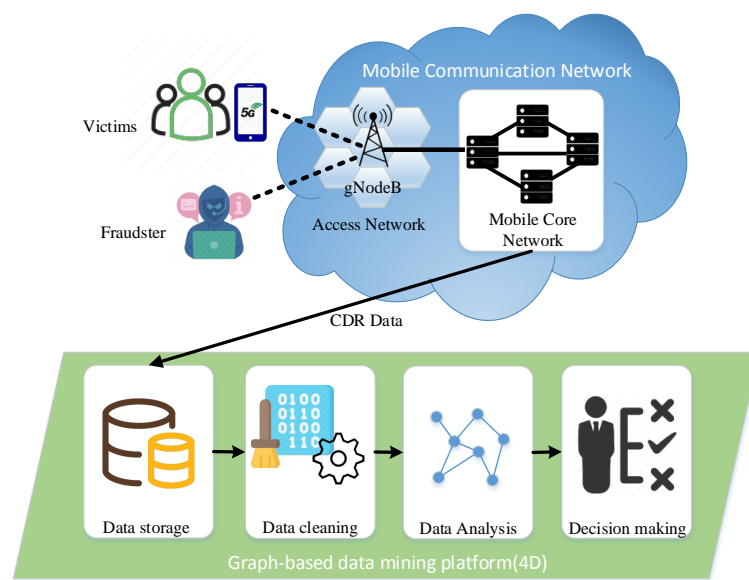 Mobile Communication Network
5G
Victims
gNodeB
Fraudster
Access Network
Mobile Core
Network
CDR Data
0100
0110
0100
110
Data storage
Data cleaning
Data Analysis
Decision making
Graph-based data mining platform(4D)